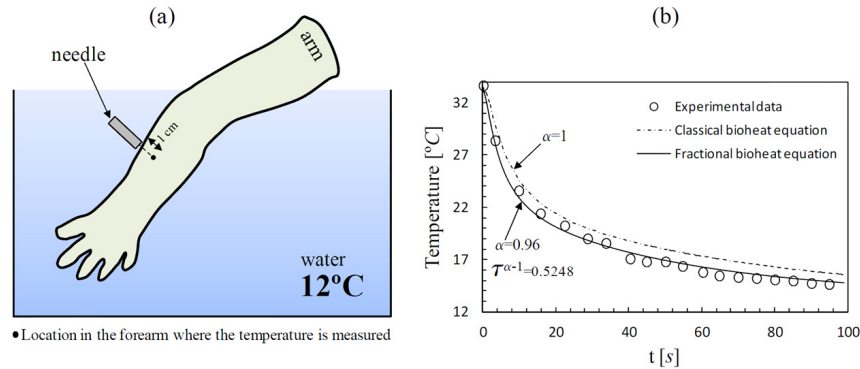 (a)
needle
arm
1 cm
water
12ºC
•Location in the forearm where the temperature is measured
(b)
Temperature [ºC]
32
27
22
17
12
Experimental data
Classical bioheat equation
Fractional bioheat equation
α=1
α=0.96
τα-1=0.5248
0
20
40
60
80
100
t [s]